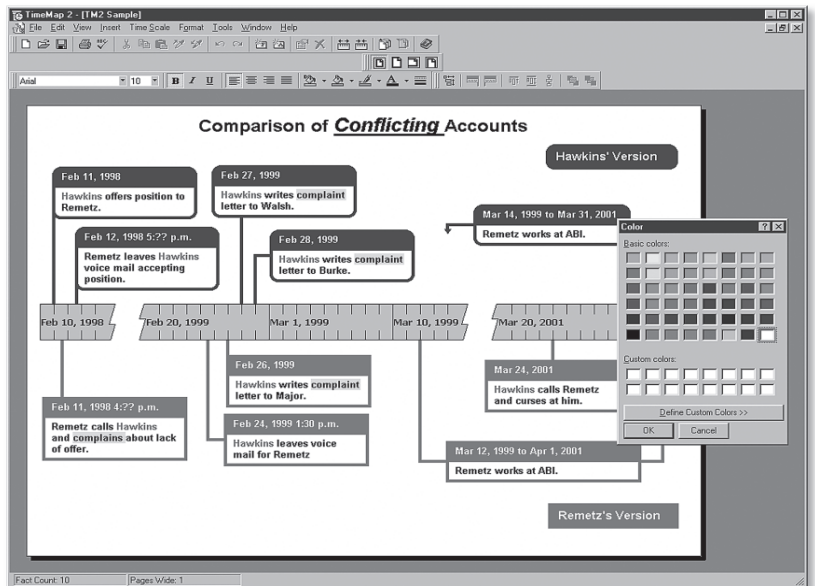 TimeMap 2 - [TM2 Sample]
File Edit View Insert Time Scale Format Tools Window Help
Arial 10 B I U
Comparison of Conflicting Accounts
Hawkins' Version
Feb 11, 1998
Hawkins offers position to
Remetz.
Feb 27, 1999
Hawkins writes complaint
letter to Walsh.
Mar 14, 1999 to Mar 31, 2001
Remetz works at ABI.
Feb 12, 1998 5:?? p.m.
Remetz leaves Hawkins
voice mail accepting
position.
Feb 28, 1999
Hawkins writes complaint
letter to Burke.
Feb 10, 1998
Feb 20, 1999
Mar 1, 1999
Mar 10, 1999
Mar 20, 2001
Feb 26, 1999
Hawkins writes complaint
letter to Major.
Mar 24, 2001
Hawkins calls Remetz
and curses at him.
Feb 11, 1998 4:?? p.m.
Remetz calls Hawkins
and complains about lack
of offer.
Feb 24, 1999 1:30 p.m.
Hawkins leaves voice
mail for Remetz
Mar 12, 1999 to Apr 1, 2001
Remetz works at ABI.
Remetz's Version
Color
Basic colors:
Custom colors:
Define Custom Colors >>
OK Cancel
Fact Count: 10 Pages Wide: 1